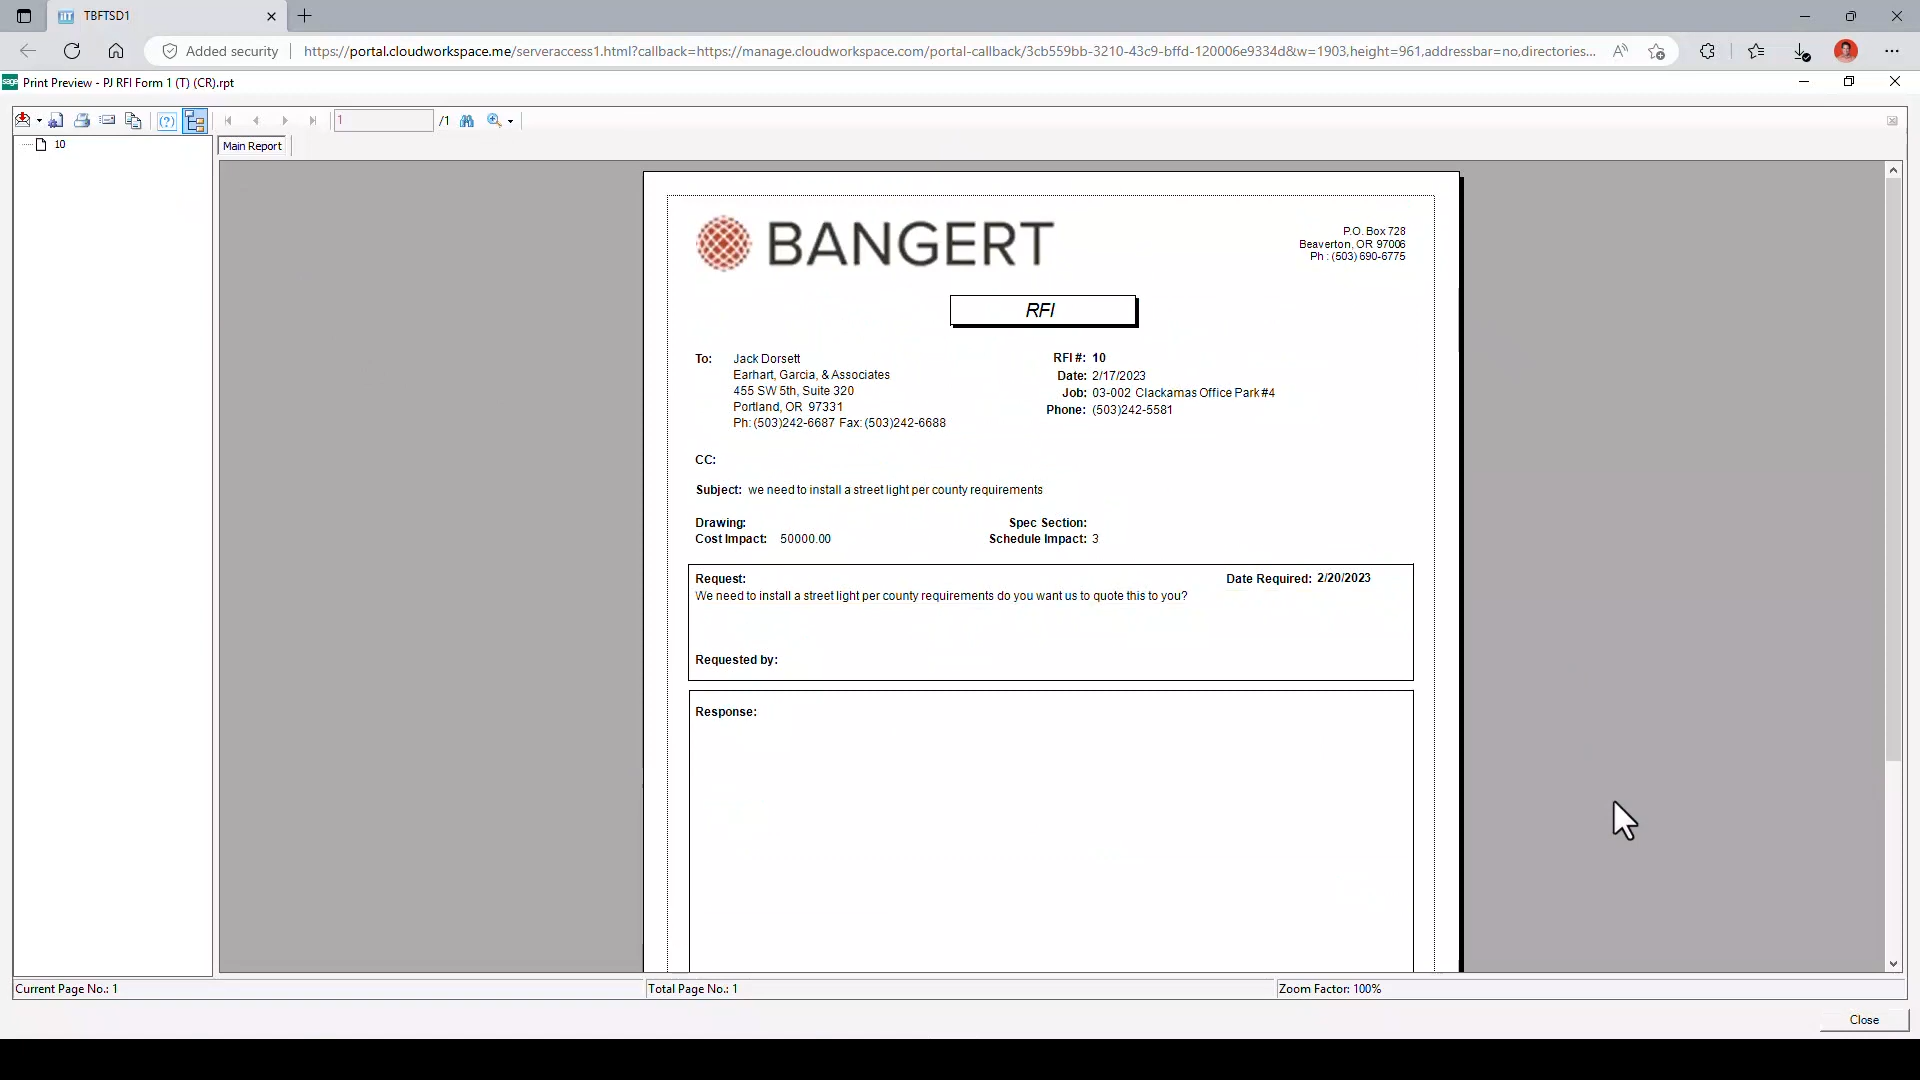 TBFTSD1
Added security
https://portal.cloudworkspace.me/serveraccess1.html?callback=https://manage.cloudworkspace.com/portal-callback/3cb559bb-3210-43c9-bffd-120006e9334d&w=1903,height=961,addressbar=no,directories...
sage Print Preview - PJ RFI Form 1 (T) (CR).rpt
1 /1
10
Main Report
BANGERT
P.O. Box 728
Beaverton, OR 97006
Ph : (503) 690-6775
RFI
To: Jack Dorsett
Earhart, Garcia, & Associates
455 SW 5th, Suite 320
Portland, OR 97331
Ph: (503)242-6687 Fax: (503)242-6688
RFI #: 10
Date: 2/17/2023
Job: 03-002 Clackamas Office Park #4
Phone: (503)242-5581
CC:
Subject: we need to install a street light per county requirements
Drawing:
Spec Section:
Cost Impact: 50000.00
Schedule Impact: 3
Request:
Date Required: 2/20/2023
We need to install a street light per county requirements do you want us to quote this to you?
Requested by:
Response:
Current Page No.: 1
Total Page No.: 1
Zoom Factor: 100%
Close